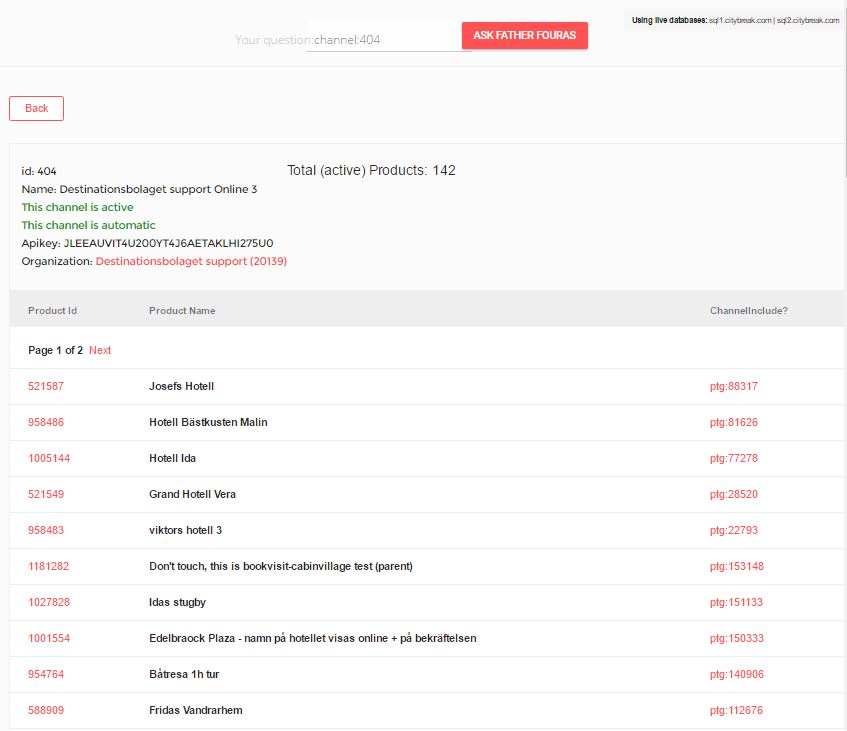 Using live databases: sql1.citybreak.com | sql2.citybreak.com
Your question: channel:404 ASK FATHER FOURAS
Back
id: 404 Total (active) Products: 142
Name: Destinationsbolaget support Online 3
This channel is active
This channel is automatic
Apikey: JLEEAUVIT4U200YT4J6AETAKLHI275U0
Organization: Destinationsbolaget support (20139)
Product Id Product Name ChannelInclude?
Page 1 of 2 Next
521587 Josefs Hotell ptg:88317
958486 Hotell Bästkusten Malin ptg:81626
1005144 Hotell Ida ptg:77278
521549 Grand Hotell Vera ptg:28520
958483 viktors hotell 3 ptg:22793
1181282 Don't touch, this is bookvisit-cabinvillage test (parent) ptg:153148
1027828 Idas stugby ptg:151133
1001554 Edelbraock Plaza - namn på hotellet visas online + på bekräftelsen ptg:150333
954764 Båtresa 1h tur ptg:140906
588909 Fridas Vandrarhem ptg:112676